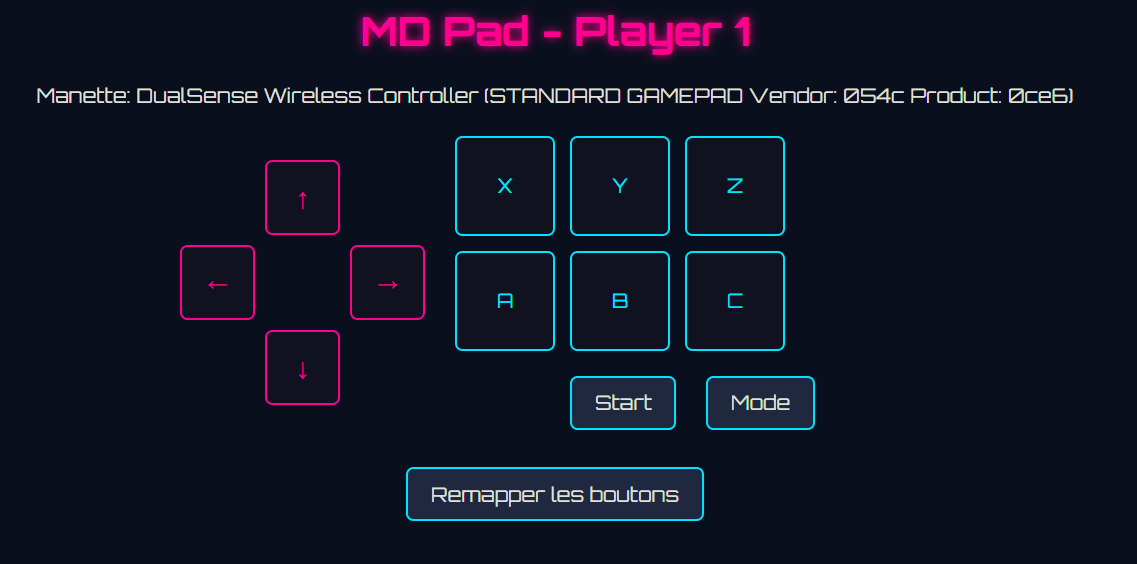 MD Pad - Player 1
Manette: DualSense Wireless Controller (STANDARD GAMEPAD Vendor: 054c Product: 0ce6)
↑
← →
↓
X Y Z
A B C
Start Mode
Remapper les boutons